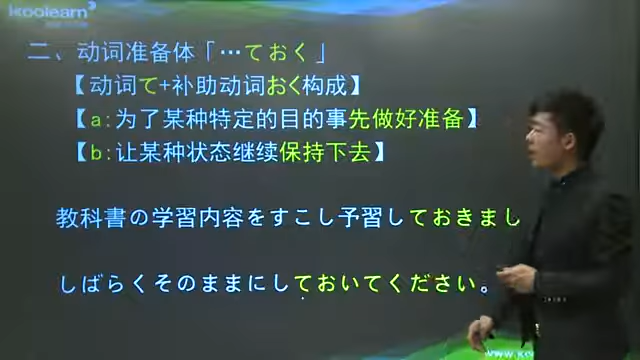 koolearn
二、动词准备体「…ておく」
【动词て+补助动词おく构成】
【a:为了某种特定的目的事先做好准备】
【b:让某种状态继续保持下去】
教科書の学習内容をすこし予習しておきまし
しばらくそのままにしておいてください。